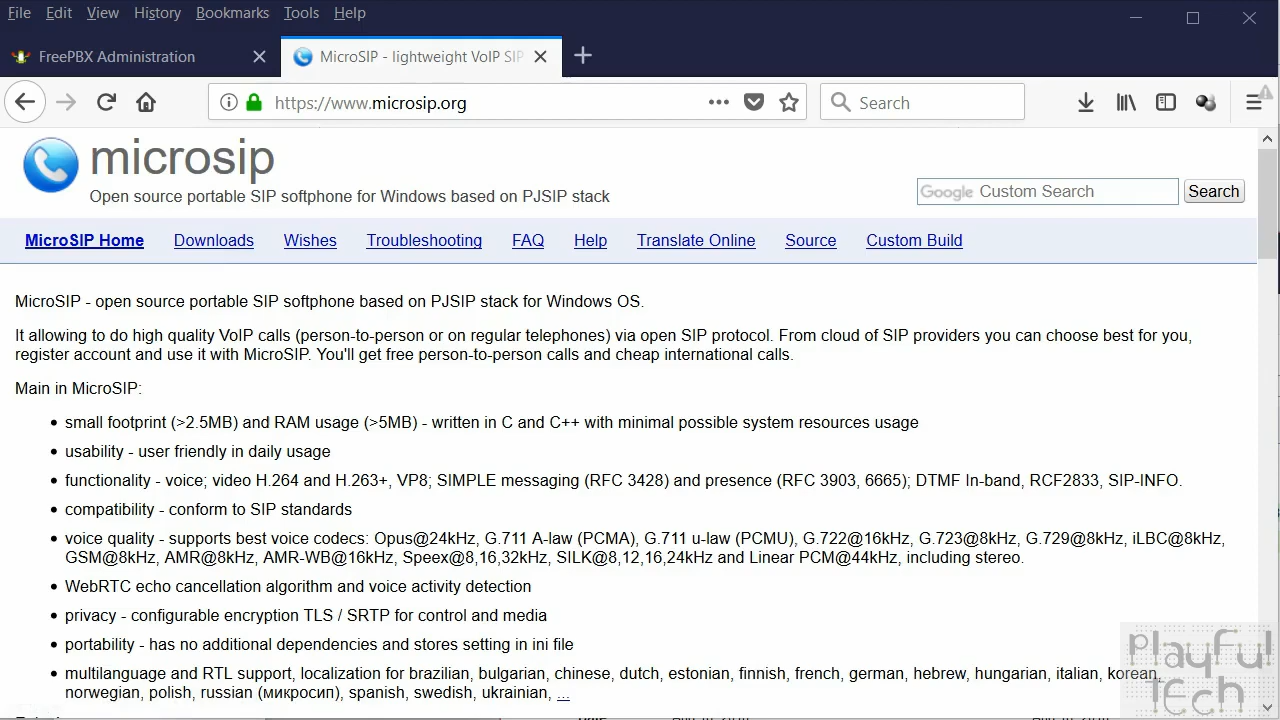 File Edit View History Bookmarks Tools Help
FreePBX Administration MicroSIP - lightweight VoIP SIP
https://www.microsip.org Search
microsip
Open source portable SIP softphone for Windows based on PJSIP stack
Google Custom Search Search
MicroSIP Home Downloads Wishes Troubleshooting FAQ Help Translate Online Source Custom Build
MicroSIP - open source portable SIP softphone based on PJSIP stack for Windows OS.
It allowing to do high quality VoIP calls (person-to-person or on regular telephones) via open SIP protocol. From cloud of SIP providers you can choose best for you,
register account and use it with MicroSIP. You'll get free person-to-person calls and cheap international calls.
Main in MicroSIP:
• small footprint (>2.5MB) and RAM usage (>5MB) - written in C and C++ with minimal possible system resources usage
• usability - user friendly in daily usage
• functionality - voice; video H.264 and H.263+, VP8; SIMPLE messaging (RFC 3428) and presence (RFC 3903, 6665); DTMF In-band, RCF2833, SIP-INFO.
• compatibility - conform to SIP standards
• voice quality - supports best voice codecs: Opus@24kHz, G.711 A-law (PCMA), G.711 u-law (PCMU), G.722@16kHz, G.723@8kHz, G.729@8kHz, iLBC@8kHz,
GSM@8kHz, AMR@8kHz, AMR-WB@16kHz, Speex@8,16,32kHz, SILK@8,12,16,24kHz and Linear PCM@44kHz, including stereo.
• WebRTC echo cancellation algorithm and voice activity detection
• privacy - configurable encryption TLS / SRTP for control and media
• portability - has no additional dependencies and stores setting in ini file
• multilanguage and RTL support, localization for brazilian, bulgarian, chinese, dutch, estonian, finnish, french, german, hebrew, hungarian, italian, korean,
norwegian, polish, russian (микросип), spanish, swedish, ukrainian, ...
playful
tech